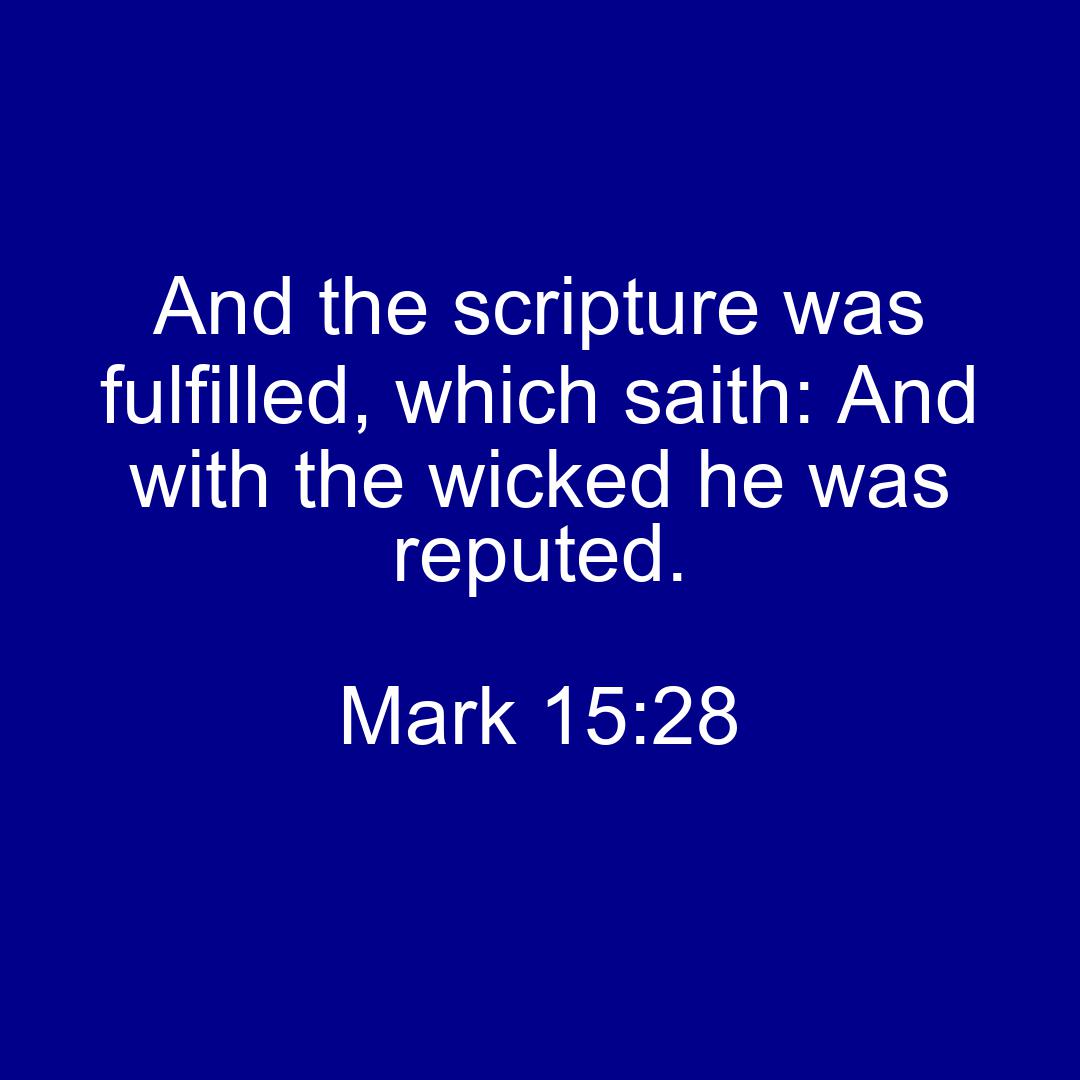 And the scripture was
fulfilled, which saith: And
with the wicked he was
reputed.
Mark 15:28